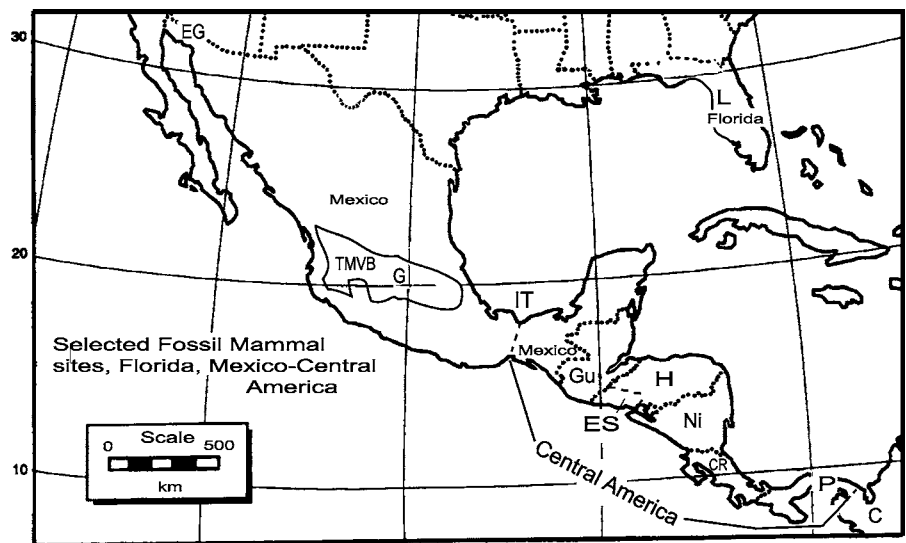 30
EG
L
Florida
Mexico
20
TMVB
G
IT
Selected Fossil Mammal
sites, Florida, Mexico-Central
America
Mexico
Gu
H
ES
Ni
Scale
0 500
km
10
CR
Central America
P
C